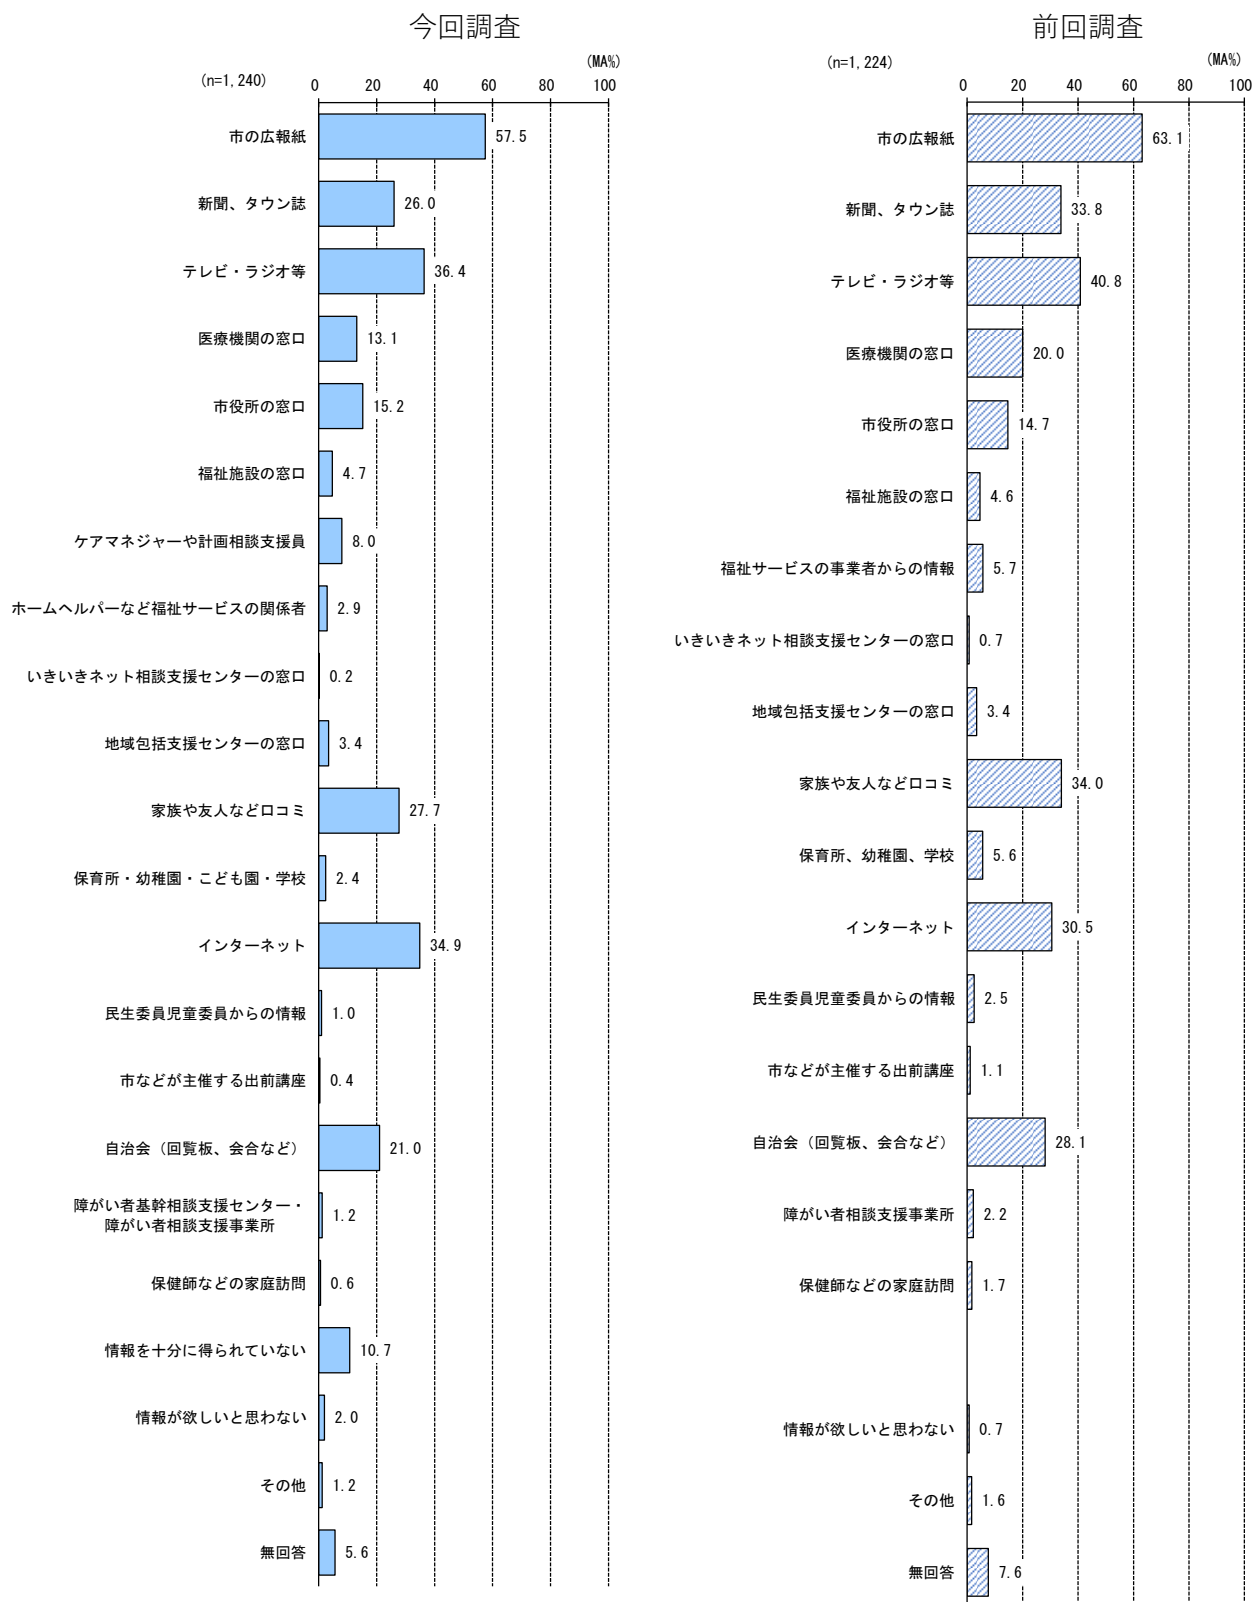 今回調査
(MA%)
(n=1,240)
0 20 40 60 80 100
市の広報紙 57.5
新聞、タウン誌 26.0
テレビ・ラジオ等 36.4
医療機関の窓口 13.1
市役所の窓口 15.2
福祉施設の窓口 4.7
ケアマネジャーや計画相談支援員 8.0
ホームヘルパーなど福祉サービスの関係者 2.9
いきいきネット相談支援センターの窓口 0.2
地域包括支援センターの窓口 3.4
家族や友人など口コミ 27.7
保育所・幼稚園・こども園・学校 2.4
インターネット 34.9
民生委員児童委員からの情報 1.0
市などが主催する出前講座 0.4
自治会（回覧板、会合など） 21.0
障がい者基幹相談支援センター・
障がい者相談支援事業所 1.2
保健師などの家庭訪問 0.6
情報を十分に得られていない 10.7
情報が欲しいと思わない 2.0
その他 1.2
無回答 5.6
前回調査
(MA%)
(n=1,224)
0 20 40 60 80 100
市の広報紙 63.1
新聞、タウン誌 33.8
テレビ・ラジオ等 40.8
医療機関の窓口 20.0
市役所の窓口 14.7
福祉施設の窓口 4.6
福祉サービスの事業者からの情報 5.7
いきいきネット相談支援センターの窓口 0.7
地域包括支援センターの窓口 3.4
家族や友人など口コミ 34.0
保育所、幼稚園、学校 5.6
インターネット 30.5
民生委員児童委員からの情報 2.5
市などが主催する出前講座 1.1
自治会（回覧板、会合など） 28.1
障がい者相談支援事業所 2.2
保健師などの家庭訪問 1.7
情報が欲しいと思わない 0.7
その他 1.6
無回答 7.6